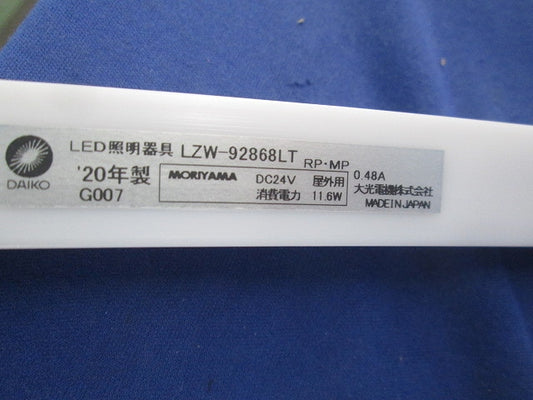 DAIKO
LED照明器具 LZW-92868LT RP・MP
'20年製 MORIYAMA DC24V 屋外用 0.48A
G007 消費電力 11.6W 大光電機株式会社
MADE IN JAPAN